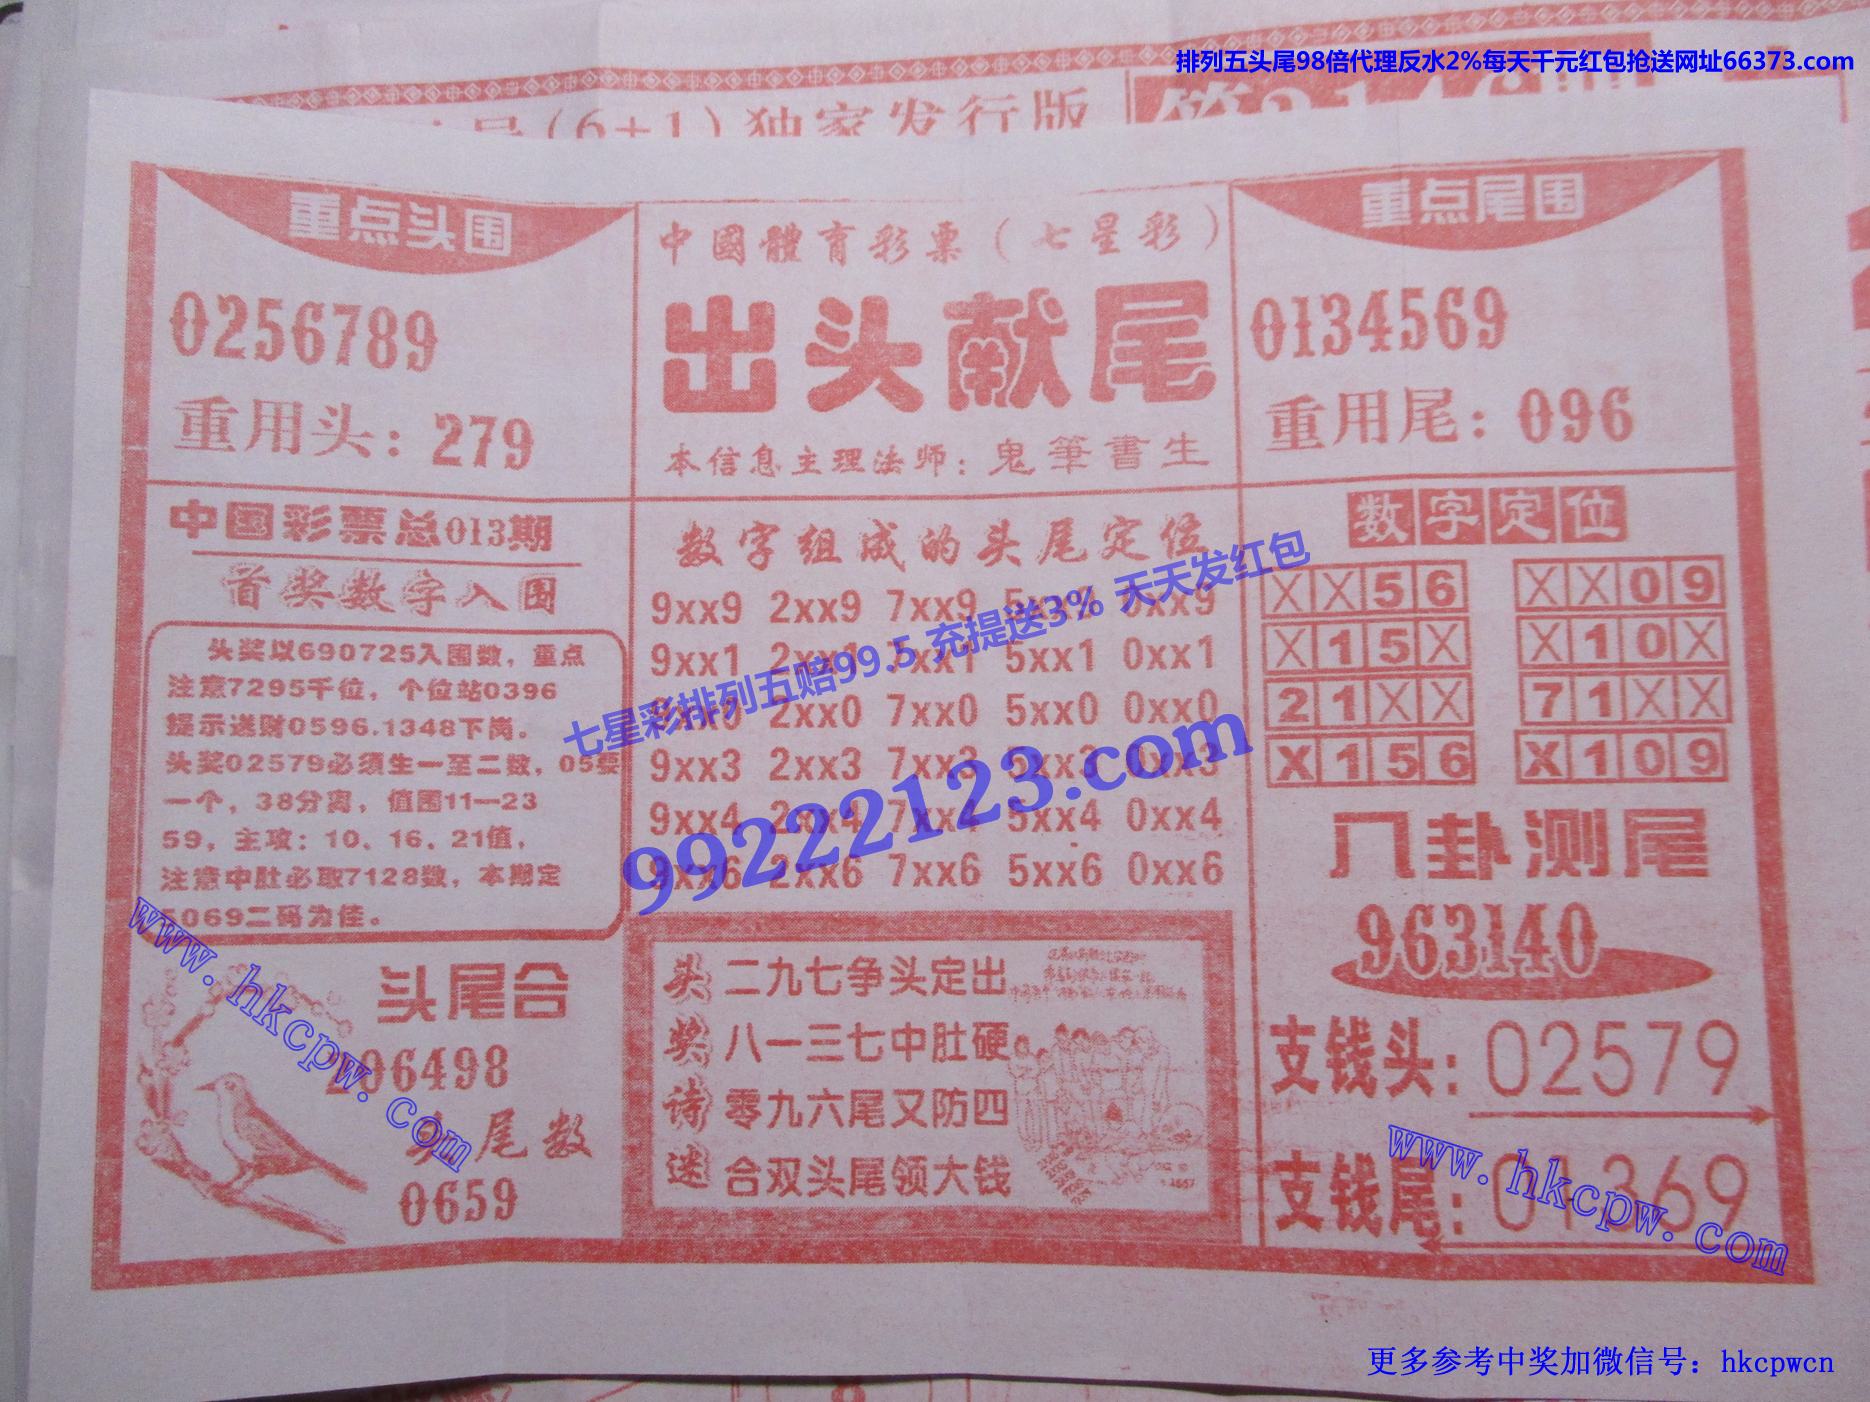 排列五头尾98倍代理反水2%每天千元红包抢送网址66373.com
(6+1)独家发行版
重点头围
0256789
重用头: 279
中國體育彩票(七星彩)
出头献尾
本信息主理法师: 鬼筆書生
重点尾围
0134569
重用尾: 096
中国彩票总013期
首奖数字入围
头奖以690725入围数, 重点
注意7295千位, 个位站0396
提示送财0596.1348下岗。
头奖02579必须生一至二数, 05要
一个, 38分离, 值围11—23
59, 主攻: 10、16、21值,
注意中肚必取7128数, 本期定
5069二码为佳。
数字组成的头尾定位
9xx9 2xx9 7xx9 5xx9 0xx9
9xx1 2xx1 7xx1 5xx1 0xx1
9xx0 2xx0 7xx0 5xx0 0xx0
9xx3 2xx3 7xx3 5xx3 0xx3
9xx4 2xx4 7xx4 5xx4 0xx4
9xx6 2xx6 7xx6 5xx6 0xx6
七星彩排列五赔99.5 充提送3% 天天发红包
99222123.com
数字定位
XX56 XX09
X15X X10X
21XX 71XX
X156 X109
八卦测尾
963140
支钱头: 02579
支钱尾: 01369
头尾合
206498
头尾数
0659
头奖诗迷
二九七争头定出
八一三七中肚硬
零九六尾又防四
合双头尾领大钱
www.hkcpw.com
www.hkcpw.com
更多参考中奖加微信号: hkcpwcn